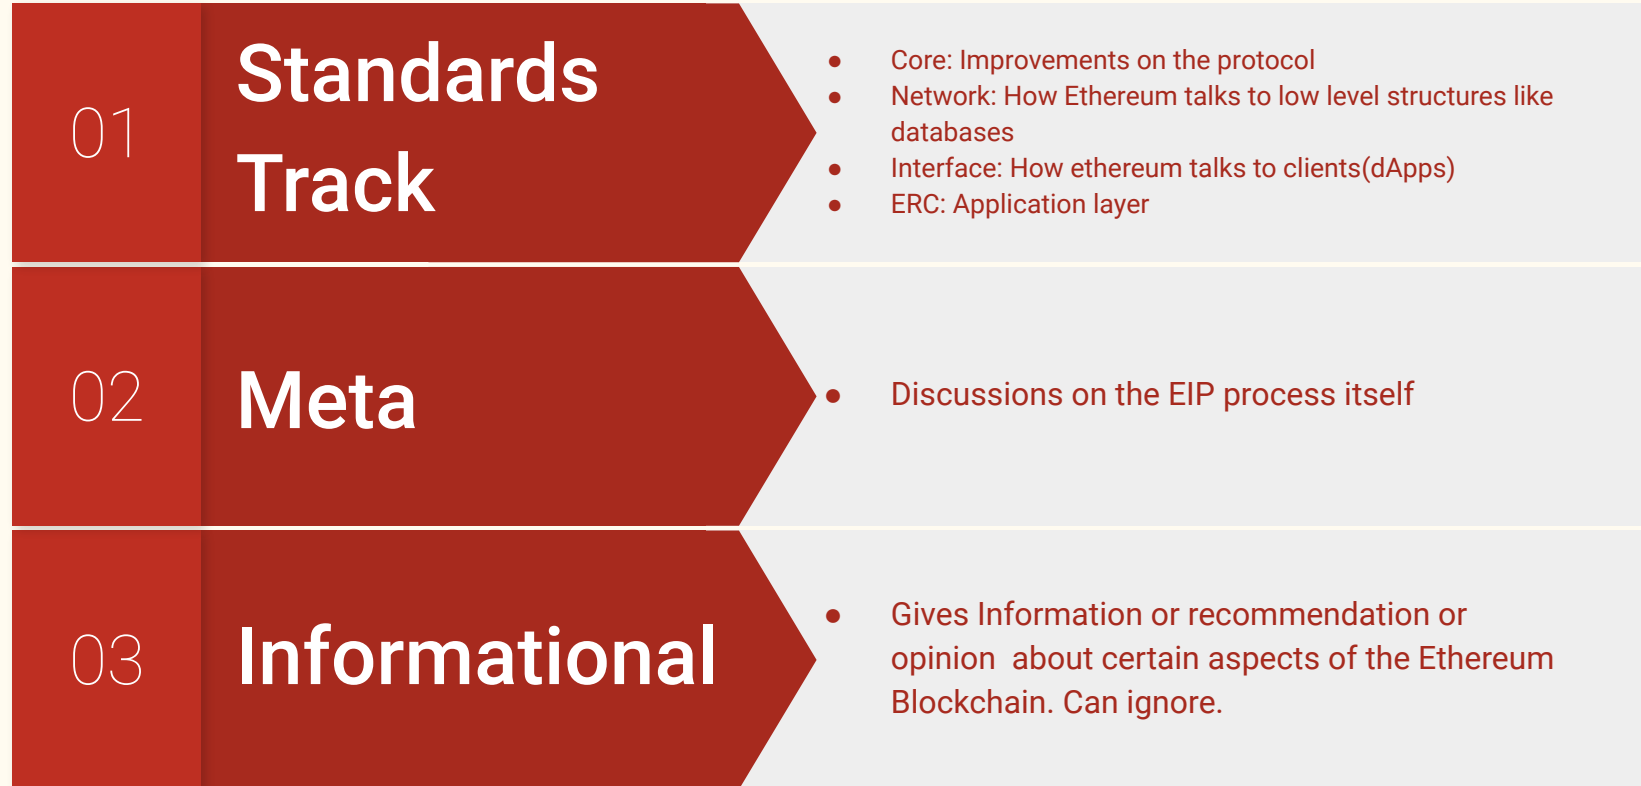 01
Standards
Track
● Core: Improvements on the protocol
● Network: How Ethereum talks to low level structures like
databases
● Interface: How ethereum talks to clients(dApps)
● ERC: Application layer
02
Meta
● Discussions on the EIP process itself
03
Informational
● Gives Information or recommendation or
opinion  about certain aspects of the Ethereum
Blockchain. Can ignore.